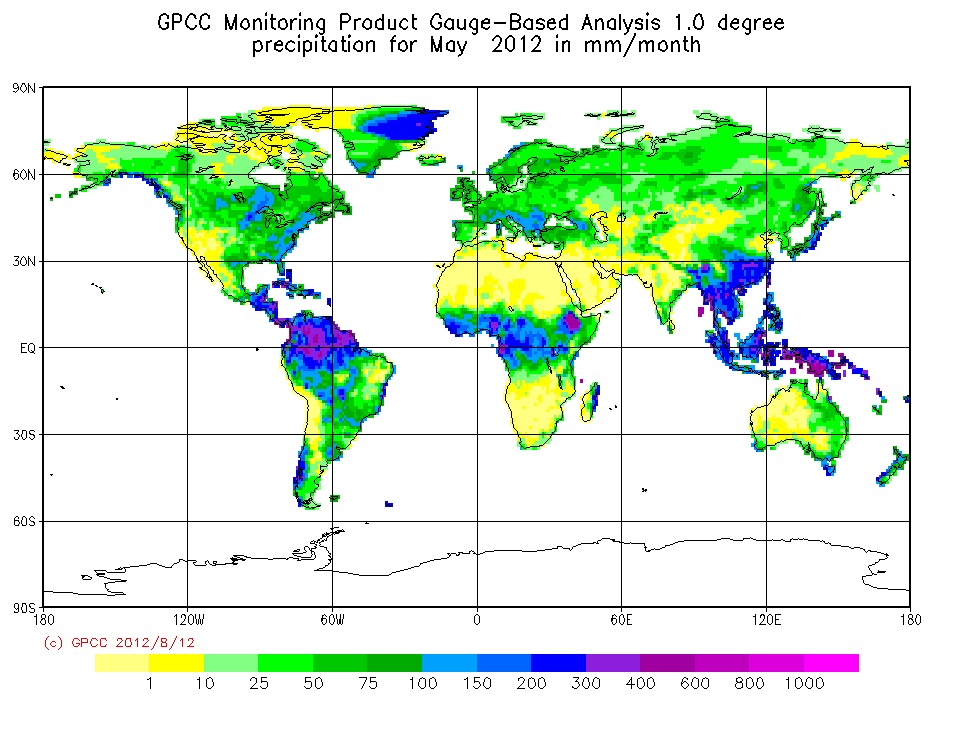 GPCC Monitoring Product Gauge-Based Analysis 1.0 degree
precipitation for May 2012 in mm/month
90N
60N
30N
EQ
30S
60S
90S
180 120W 60W 0 60E 120E 180
(c) GPCC 2012/8/12
1 10 25 50 75 100 150 200 300 400 600 800 1000